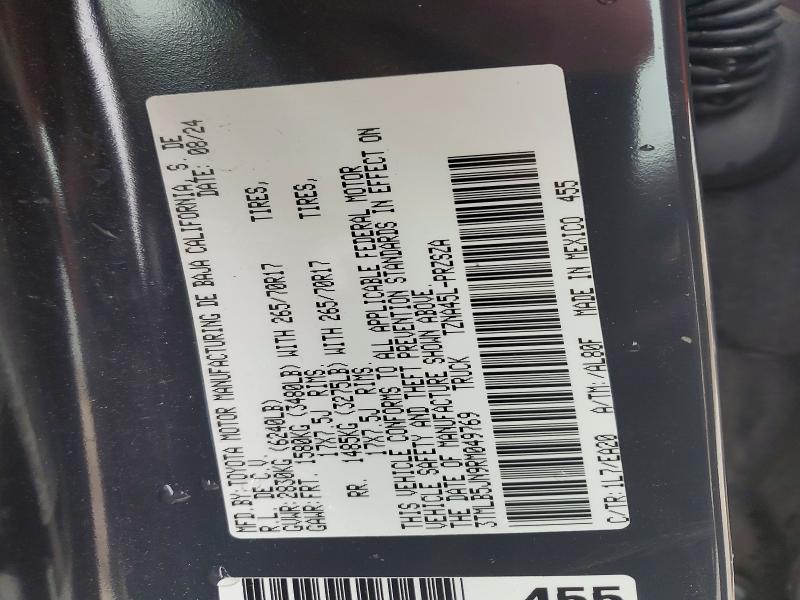 MFD.BY:TOYOTA MOTOR MANUFACTURING DE BAJA CALIFORNIA, S. DE
R.L. DE C.V. DATE: 08/24
GVWR:2830KG (6240LB)
GAWR:FRT. 1580KG (3480LB) WITH 265/70R17 TIRES,
17X7.5J RIMS.
RR. 1485KG (3275LB) WITH 265/70R17 TIRES,
17X7.5J RIMS
THIS VEHICLE CONFORMS TO ALL APPLICABLE FEDERAL MOTOR
VEHICLE SAFETY AND THEFT PREVENTION STANDARDS IN EFFECT ON
THE DATE OF MANUFACTURE SHOWN ABOVE.
3TMLB5JN9RM049769 TRUCK TZNA45L-PRZSZA
C/TR:1L7/EA20 A/TM:/AL80F MADE IN MEXICO 455
455